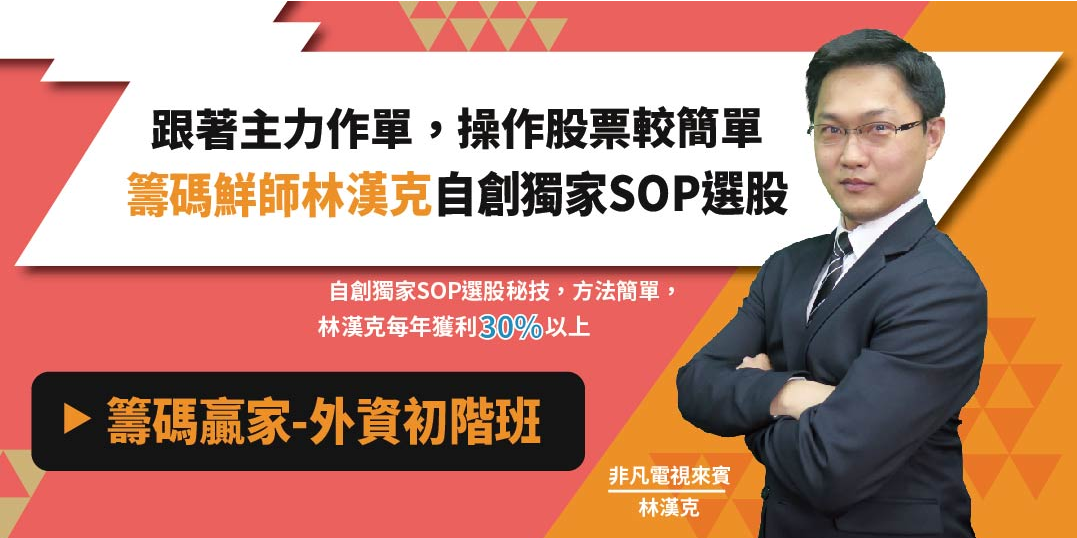 跟著主力作單，操作股票較簡單
籌碼鮮師林漢克自創獨家SOP選股
自創獨家SOP選股秘技，方法簡單，
林漢克每年獲利30%以上
籌碼贏家-外資初階班
非凡電視來賓
林漢克